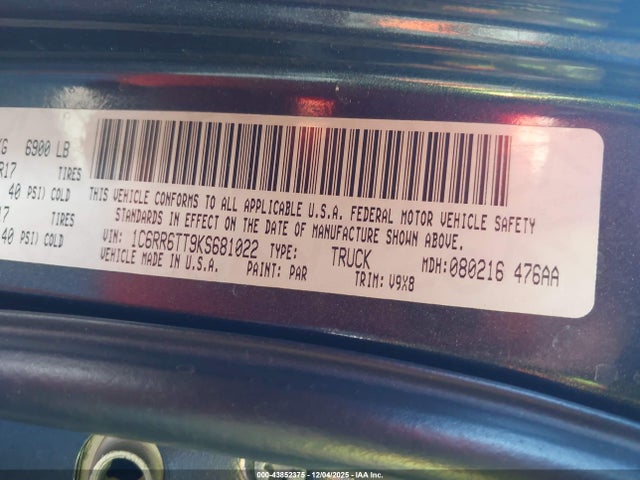 KG 6900 LB
R17 TIRES
40 PSI) COLD
17 TIRES
40 PSI) COLD
THIS VEHICLE CONFORMS TO ALL APPLICABLE U.S.A. FEDERAL MOTOR VEHICLE SAFETY
STANDARDS IN EFFECT ON THE DATE OF MANUFACTURE SHOWN ABOVE.
VIN: 1C6RR6TT9KS681022 TYPE: TRUCK MDH: 080216 476AA
VEHICLE MADE IN U.S.A. PAINT: PAR TRIM: V9X8
000-43852375 - 12/04/2025 - IAA Inc.